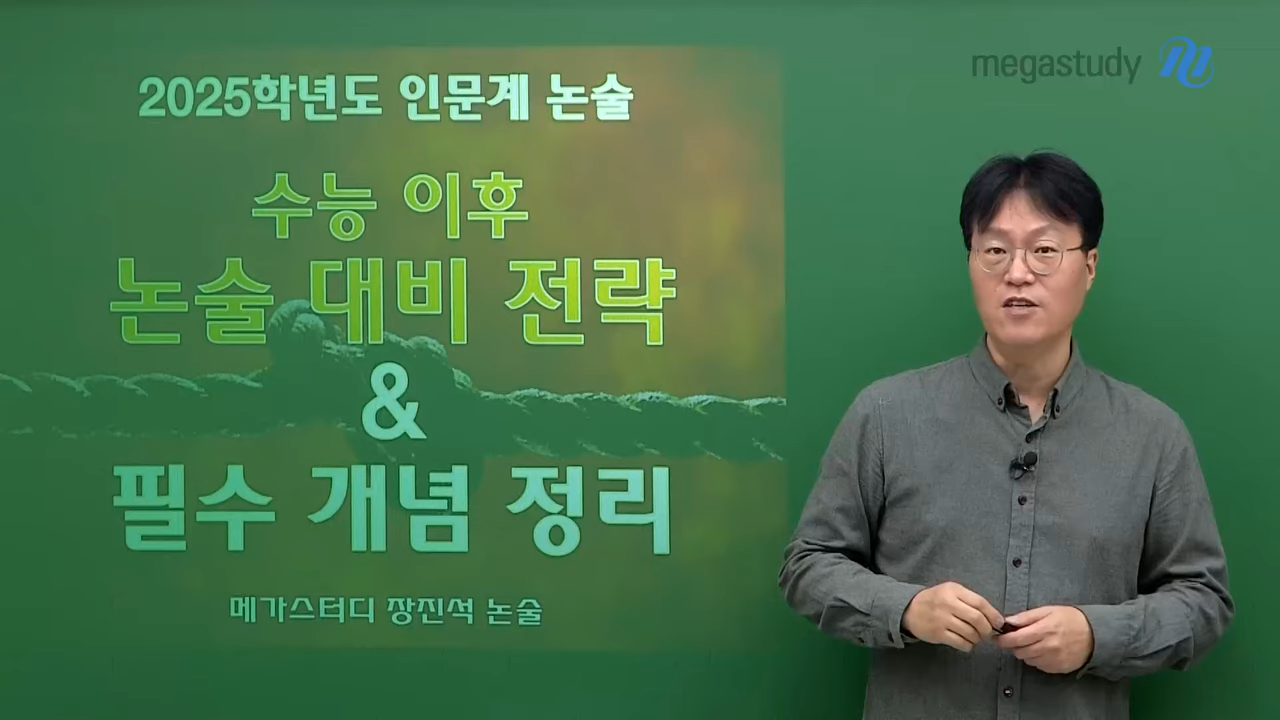 megastudy
2025학년도 인문계 논술
수능 이후
논술 대비 전략
&
필수 개념 정리
메가스터디 장진석 논술